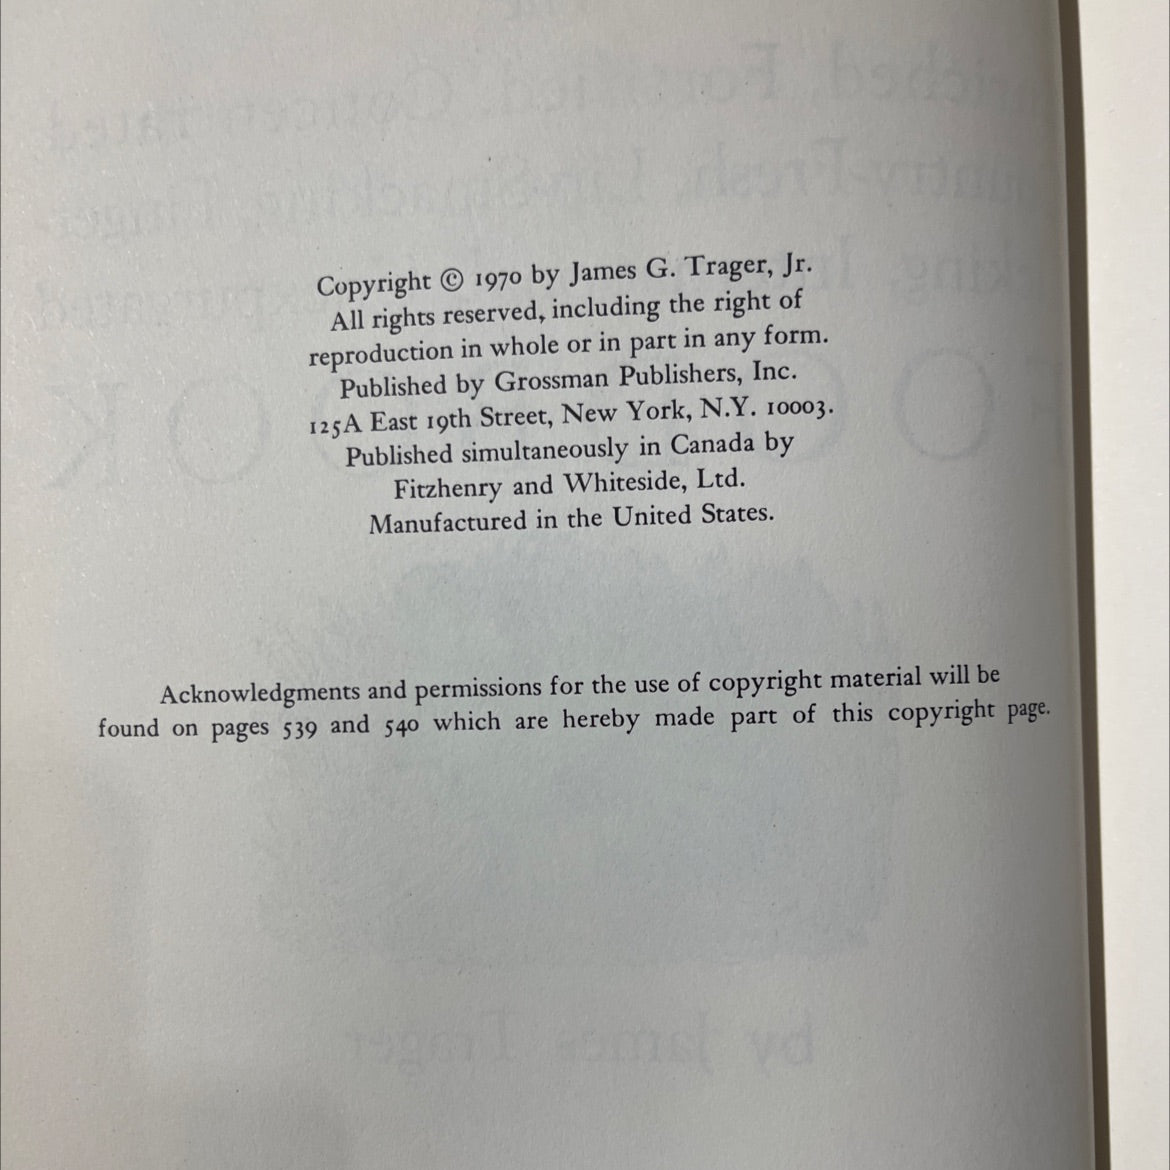 Copyright © 1970 by James G. Trager, Jr.
All rights reserved, including the right of
reproduction in whole or in part in any form.
Published by Grossman Publishers, Inc.
125A East 19th Street, New York, N.Y. 10003.
Published simultaneously in Canada by
Fitzhenry and Whiteside, Ltd.
Manufactured in the United States.
Acknowledgments and permissions for the use of copyright material will be
found on pages 539 and 540 which are hereby made part of this copyright page.
by James Trager